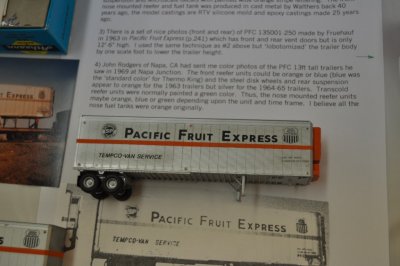 nose mounted reefer and fuel tank was produced in cast metal by Walthers back 40
years ago, the model castings are RTV silicone mold and epoxy castings made 25
years ago.
3) There is a set of nice photos (front and rear) of PFC 135001 250 made by Fruehauf
in 1963 in Pacific Fruit Express (p 241) which has front and rear vent doors but is only
12'-6" high. I used the same technique as #2 above but 'lobotomized' the trailer body
by one scale foot to lower the trailer height.
4) John Rodgers of Napa, CA had sent me color photos of the PFC 13ft tall trailers he
saw in 1969 at Napa Junction. The front reefer units could be orange or blue (blue was
the 'standard color' for Thermo King) and the steel disk wheels and rear suspension
appear to orange for the 1963 trailers but silver for the 1964 65 trailers. Transcold
reefer units were normally painted a green color. Thus, the nose mounted reefer units
maybe orange, blue or green depending upon the unit and time frame. I believe all the
nose fuel tanks were orange originally.
PACIFIC FRUIT EXPRESS
TEMPCO-VAN SERVICE
PACIFIC FRUIT EXPRESS
TEMPCO-VAN SERVICE